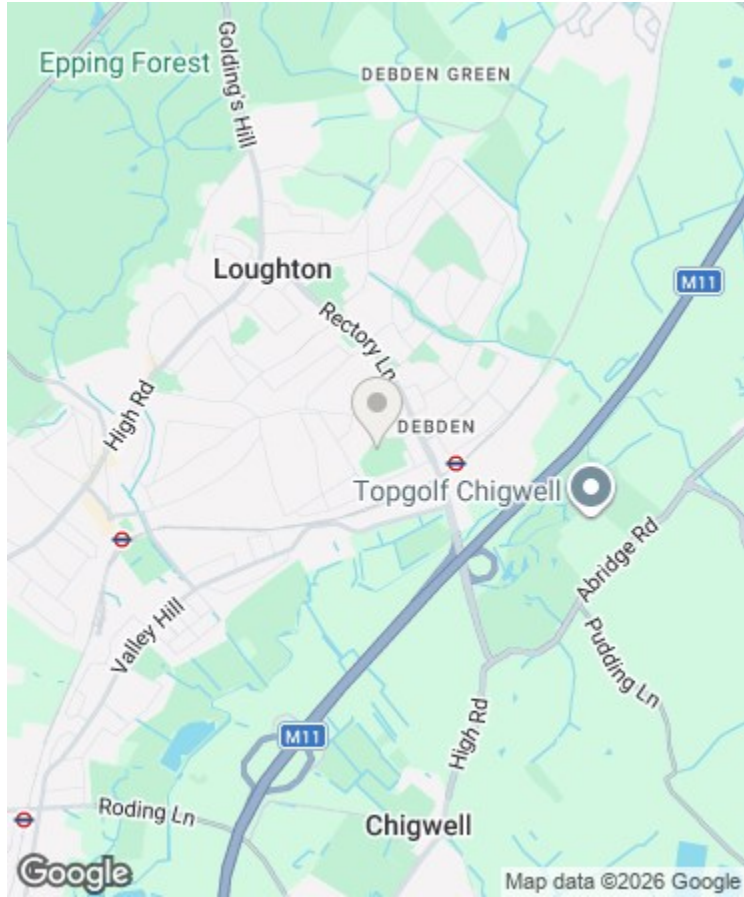 Golding's Hill
Epping Forest
DEBDEN GREEN
Loughton
M11
Rectory Ln
High Rd
DEBDEN
Topgolf Chigwell
Abridge Rd
Valley Hill
Pudding Ln
M11
High Rd
Roding Ln
Chigwell
Google
Map data ©2026 Google